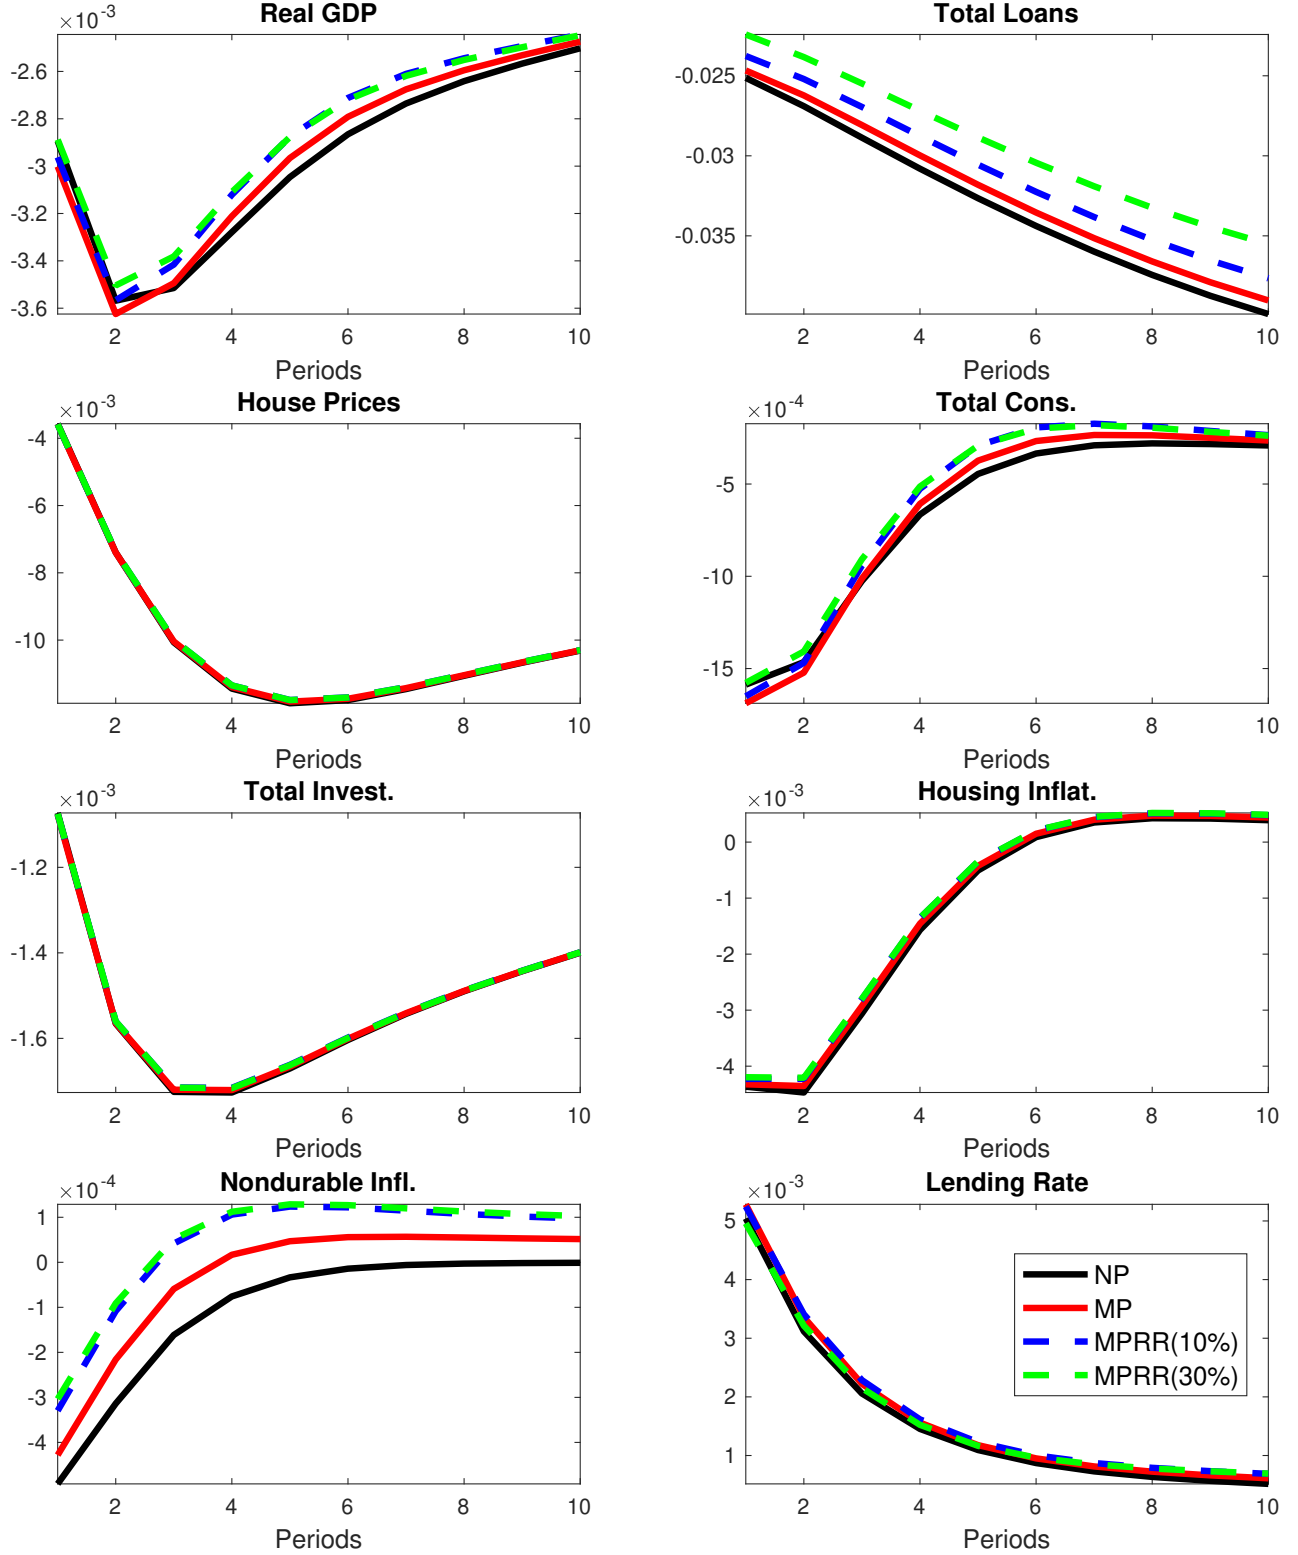 Real GDP
×10⁻³
-2.6
-2.8
-3
-3.2
-3.4
-3.6
2 4 6 8 10
Periods
Total Loans
-0.025
-0.03
-0.035
2 4 6 8 10
Periods
House Prices
×10⁻³
-4
-6
-8
-10
2 4 6 8 10
Periods
Total Cons.
×10⁻⁴
-5
-10
-15
2 4 6 8 10
Periods
Total Invest.
×10⁻³
-1.2
-1.4
-1.6
2 4 6 8 10
Periods
Housing Inflat.
×10⁻³
0
-1
-2
-3
-4
2 4 6 8 10
Periods
Nondurable Infl.
×10⁻⁴
1
0
-1
-2
-3
-4
2 4 6 8 10
Periods
Lending Rate
×10⁻³
5
4
3
2
1
2 4 6 8 10
Periods
NP
MP
MPRR(10%)
MPRR(30%)